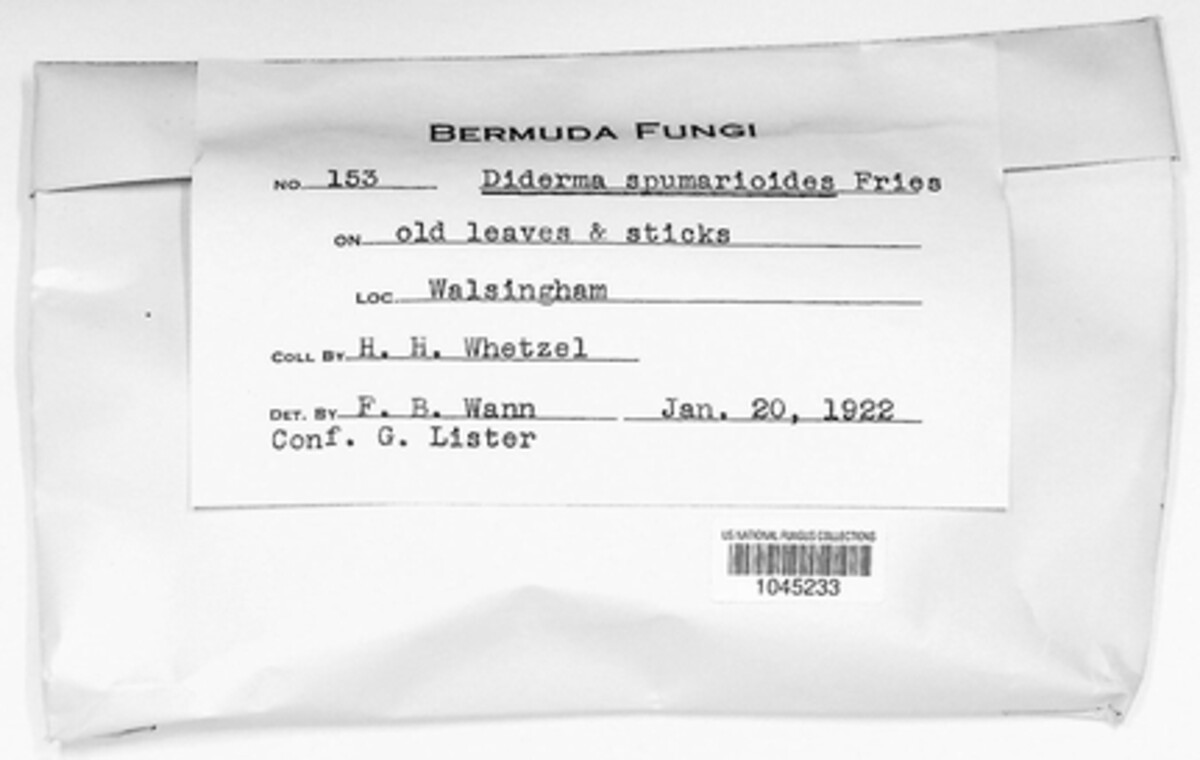 BERMUDA FUNGI
NO 153 Diderma spumarioides Fries
ON old leaves & sticks
LOC. Walsingham
COLL BY H. H. Whetzel
DET. BY F. B. Wann Jan. 20, 1922
Conf. G. Lister
US NATIONAL FUNGUS COLLECTIONS
1045233